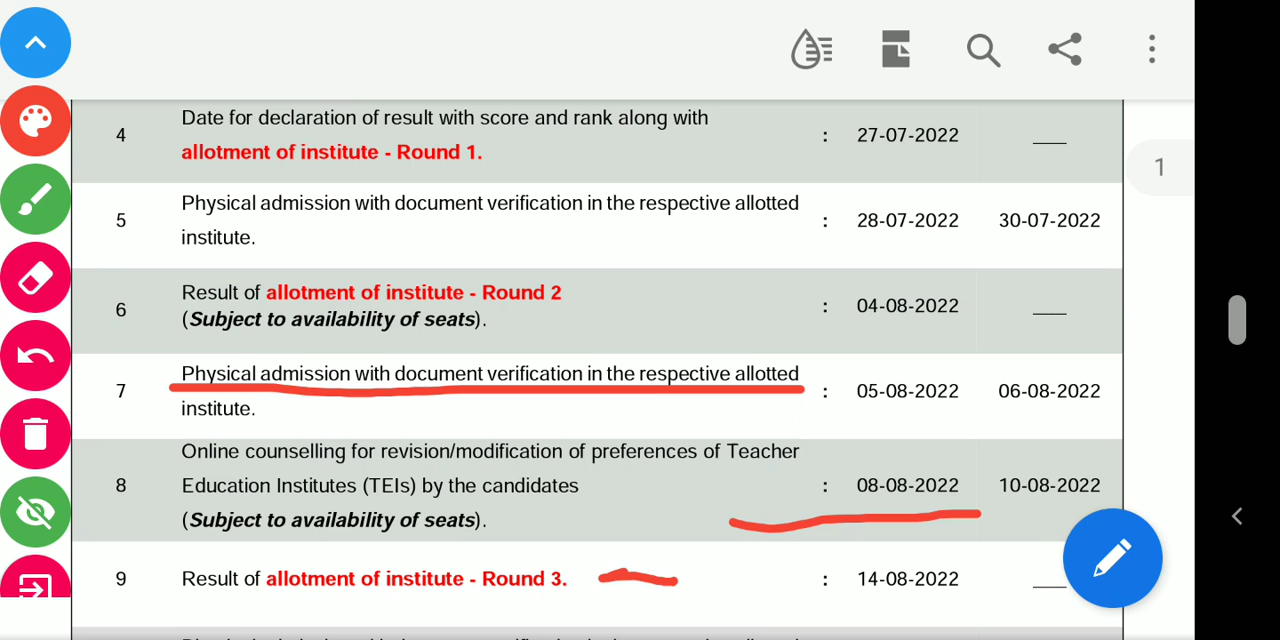 4 Date for declaration of result with score and rank along with : 27-07-2022 ___
allotment of institute - Round 1.
1
5 Physical admission with document verification in the respective allotted : 28-07-2022 30-07-2022
institute.
6 Result of allotment of institute - Round 2 : 04-08-2022 ___
(Subject to availability of seats).
7 Physical admission with document verification in the respective allotted : 05-08-2022 06-08-2022
institute.
Online counselling for revision/modification of preferences of Teacher
8 Education Institutes (TEIs) by the candidates : 08-08-2022 10-08-2022
(Subject to availability of seats).
9 Result of allotment of institute - Round 3. : 14-08-2022 ___